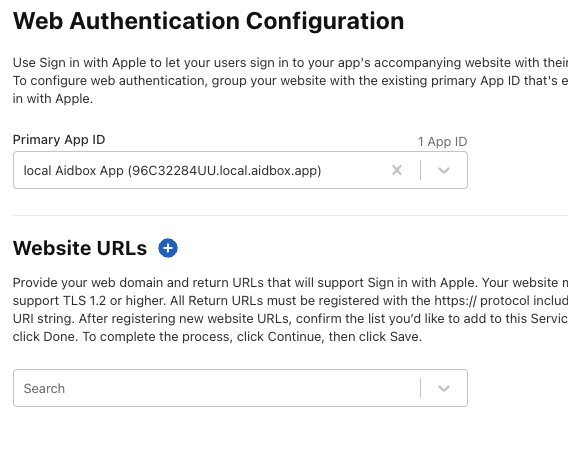 Web Authentication Configuration
Use Sign in with Apple to let your users sign in to your app's accompanying website with their
To configure web authentication, group your website with the existing primary App ID that's e
in with Apple.
Primary App ID
1 App ID
local Aidbox App (96C32284UU.local.aidbox.app)
Website URLs
Provide your web domain and return URLs that will support Sign in with Apple. Your website m
support TLS 1.2 or higher. All Return URLs must be registered with the https:// protocol includ
URI string. After registering new website URLs, confirm the list you’d like to add to this Servic
click Done. To complete the process, click Continue, then click Save.
Search